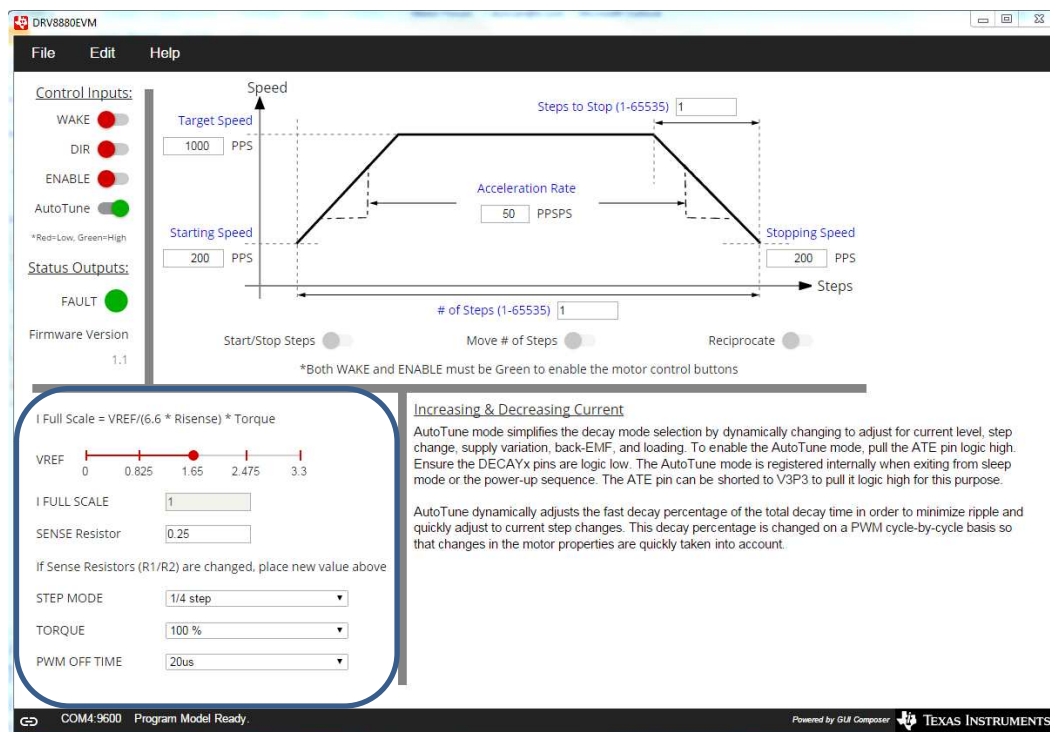 DRV8880EVM
File Edit Help
Control Inputs:
WAKE
DIR
ENABLE
AutoTune
*Red=Low, Green=High
Status Outputs:
FAULT
Firmware Version
1.1
Speed
Steps to Stop (1-65535) 1
Target Speed
1000 PPS
Acceleration Rate
50 PPSPS
Starting Speed
200 PPS
Stopping Speed
200 PPS
Steps
# of Steps (1-65535) 1
Start/Stop Steps Move # of Steps Reciprocate
*Both WAKE and ENABLE must be Green to enable the motor control buttons
I Full Scale = VREF/(6.6 * Risense) * Torque
VREF
0 0.825 1.65 2.475 3.3
I FULL SCALE 1
SENSE Resistor 0.25
If Sense Resistors (R1/R2) are changed, place new value above
STEP MODE 1/4 step
TORQUE 100 %
PWM OFF TIME 20us
Increasing & Decreasing Current
AutoTune mode simplifies the decay mode selection by dynamically changing to adjust for current level, step
change, supply variation, back-EMF, and loading. To enable the AutoTune mode, pull the ATE pin logic high.
Ensure the DECAYx pins are logic low. The AutoTune mode is registered internally when exiting from sleep
mode or the power-up sequence. The ATE pin can be shorted to V3P3 to pull it logic high for this purpose.
AutoTune dynamically adjusts the fast decay percentage of the total decay time in order to minimize ripple and
quickly adjust to current step changes. This decay percentage is changed on a PWM cycle-by-cycle basis so
that changes in the motor properties are quickly taken into account.
COM4:9600 Program Model Ready.
Powered by GUI Composer TEXAS INSTRUMENTS